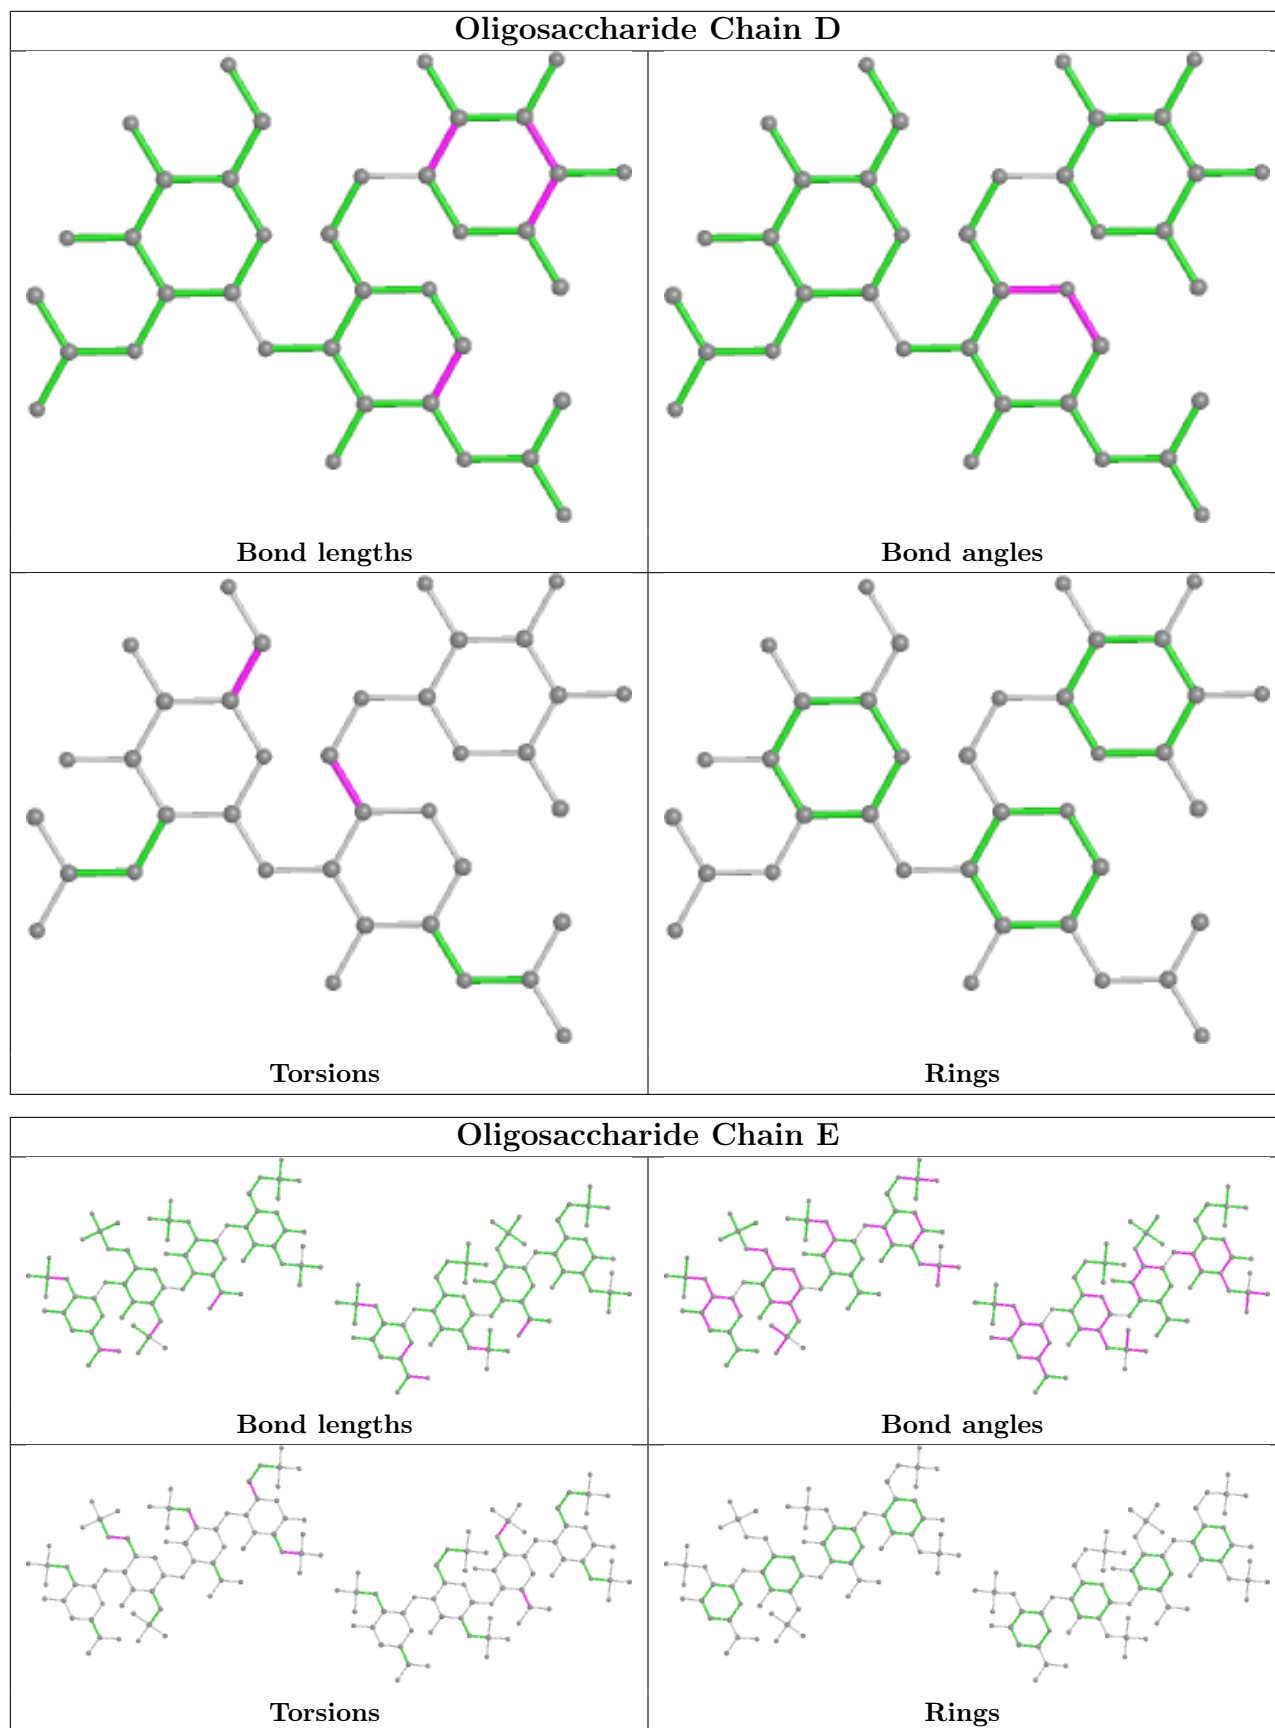 Oligosaccharide Chain D
Bond lengths
Bond angles
Torsions
Rings
Oligosaccharide Chain E
Bond lengths
Bond angles
Torsions
Rings